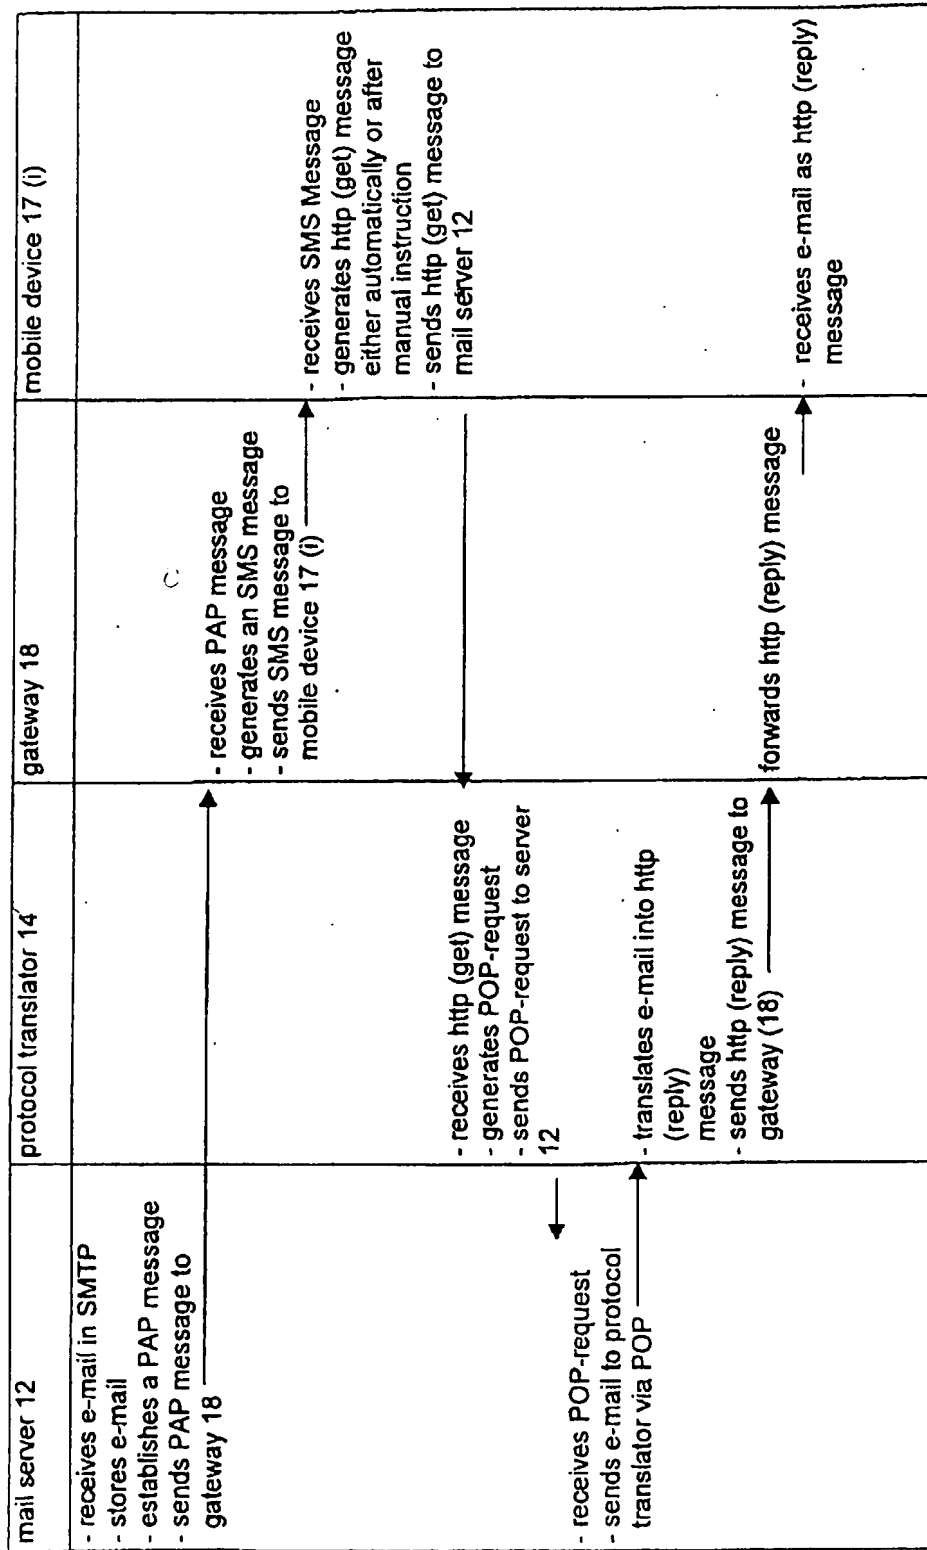 mail server 12
protocol translator 14
gateway 18
mobile device 17 (i)
- receives e-mail in SMTP
- stores e-mail
- establishes a PAP message
- sends PAP message to
gateway 18
- receives PAP message
- generates an SMS message
- sends SMS message to
mobile device 17 (i)
- receives SMS Message
- generates http (get) message
either automatically or after
manual instruction
- sends http (get) message to
mail server 12
- receives http (get) message
- generates POP-request
- sends POP-request to server
12
- receives POP-request
- sends e-mail to protocol
translator via POP
- translates e-mail into http
(reply)
message
- sends http (reply) message to
gateway (18)
forwards http (reply) message
- receives e-mail as http (reply)
message